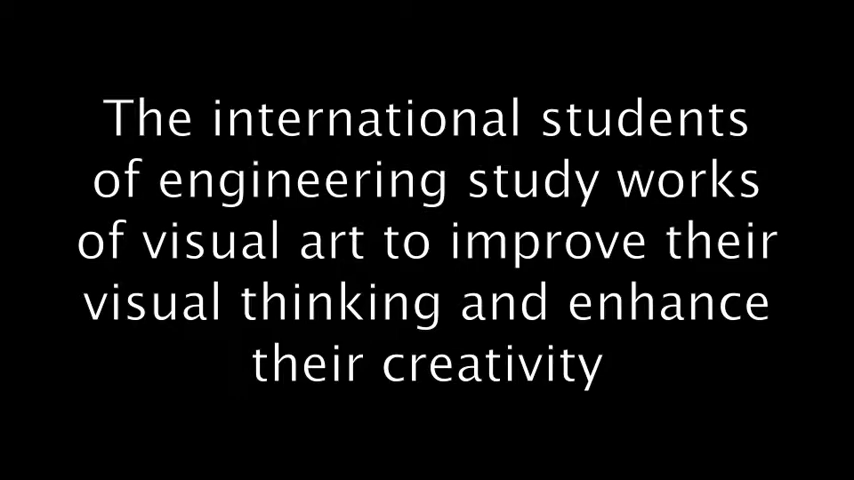 The international students
of engineering study works
of visual art to improve their
visual thinking and enhance
their creativity